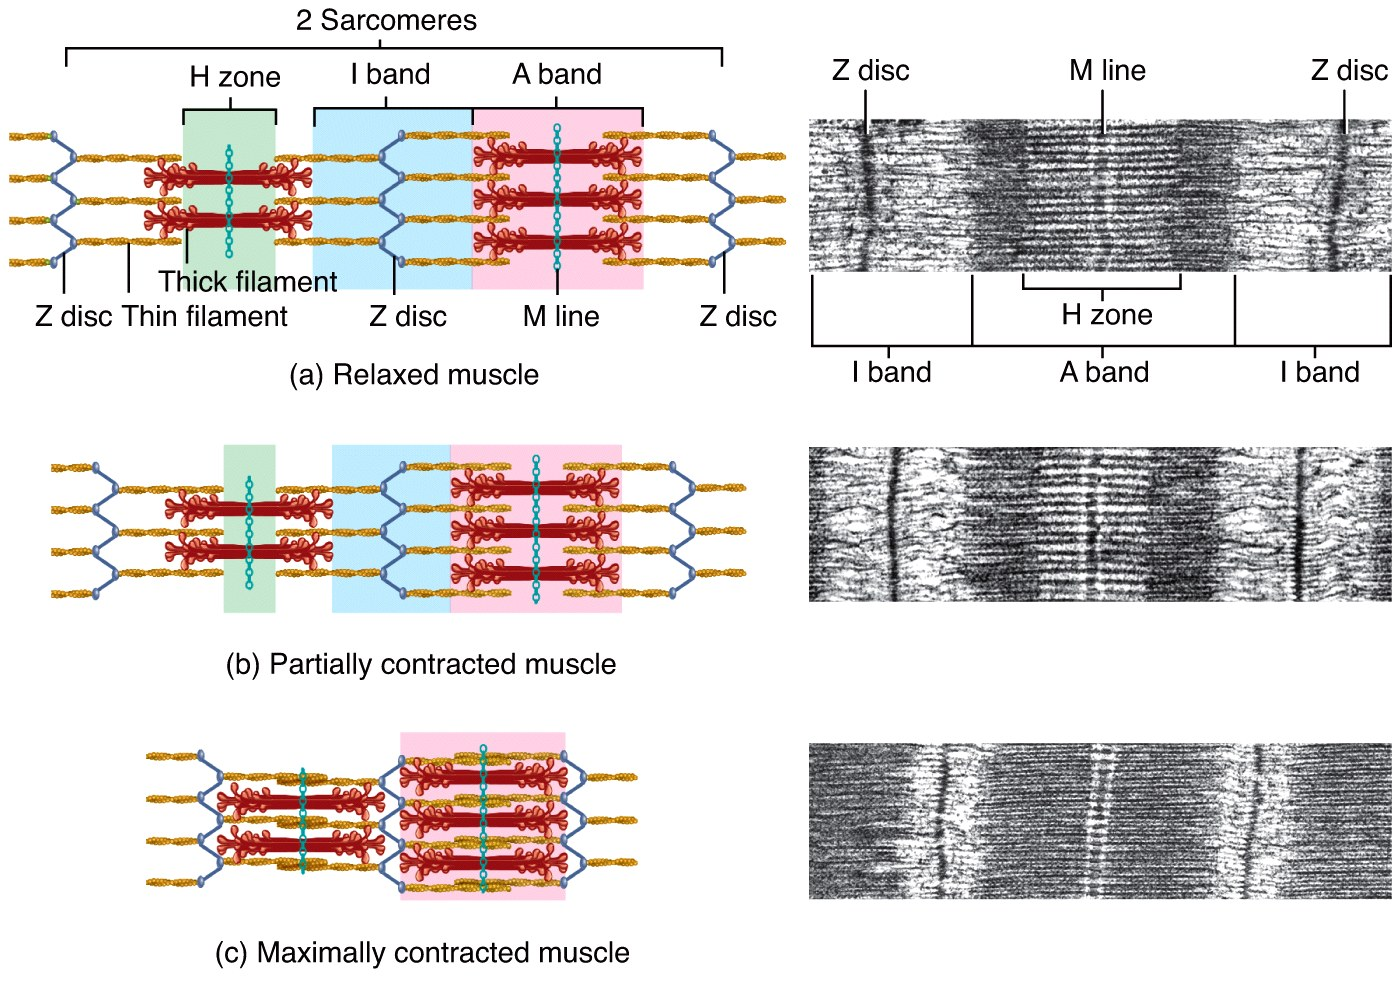 2 Sarcomeres
H zone
I band
A band
Thick filament
Z disc
Thin filament
Z disc
M line
Z disc
(a) Relaxed muscle
Z disc
M line
Z disc
H zone
I band
A band
I band
(b) Partially contracted muscle
(c) Maximally contracted muscle